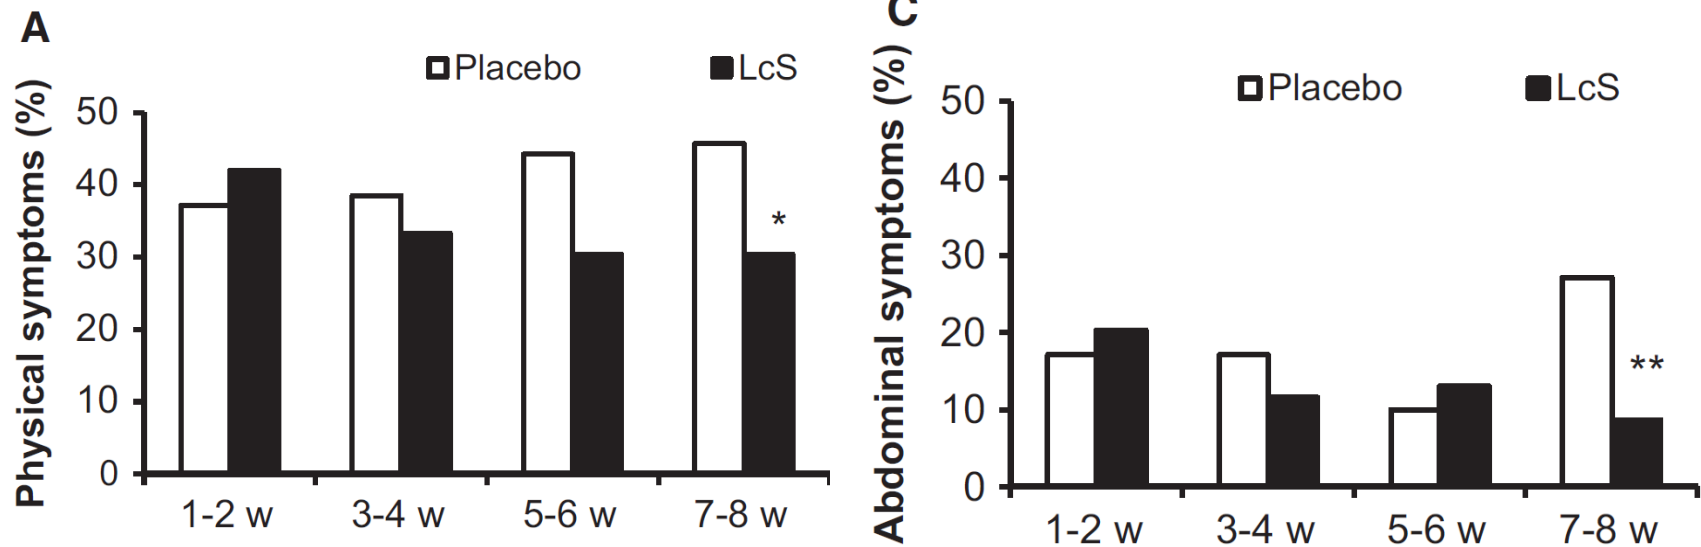 A
Placebo LcS
Physical symptoms (%)
50
40
30
20
10
0
*
1-2 w 3-4 w 5-6 w 7-8 w
C
Placebo LcS
Abdominal symptoms (%)
50
40
30
20
10
0
**
1-2 w 3-4 w 5-6 w 7-8 w